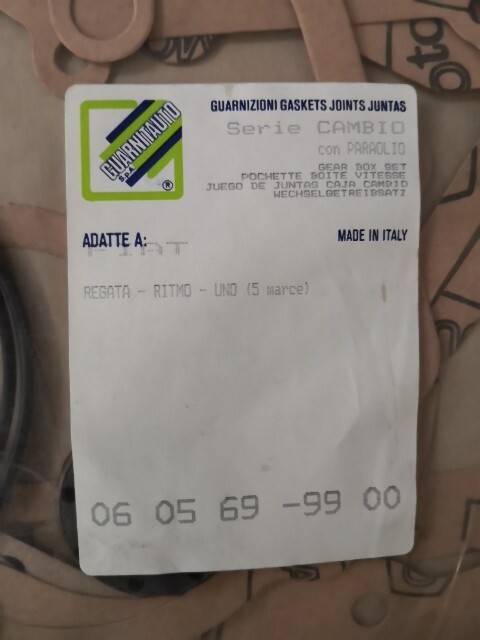 GUARNITAUTO
S.p.A.
®
GUARNIZIONI GASKETS JOINTS JUNTAS
Serie CAMBIO
con PARAOLIO
GEAR BOX SET
POCHETTE BOITE VITESSE
JUEGO DE JUNTAS CAJA CAMBIO
WECHSELGETREIBSATZ
ADATTE A:
FIAT
MADE IN ITALY
REGATA - RITMO - UNO (5 marce)
06 05 69 -99 00